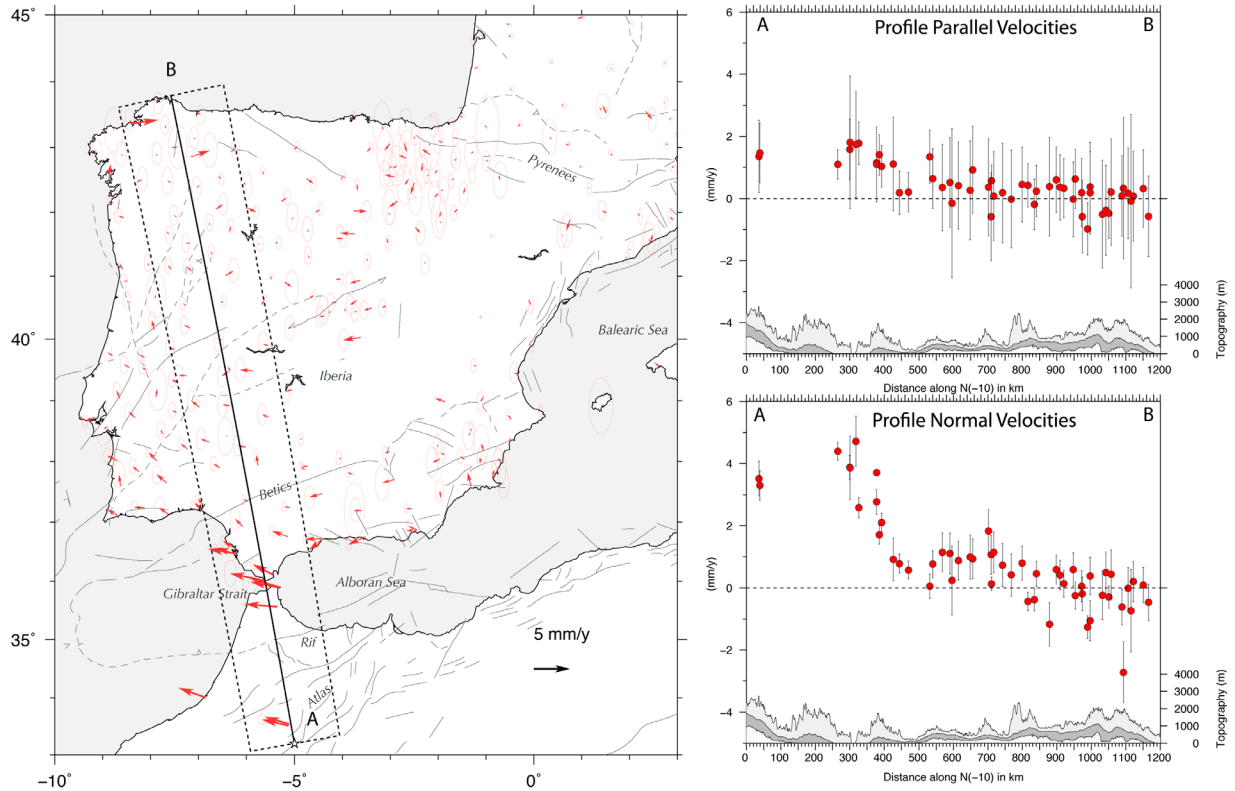 45°
40°
35°
−10°
−5°
0°
B
A
Pyrenees
Balearic Sea
Iberia
Betics
Alboran Sea
Gibraltar Strait
Rif
Atlas
5 mm/y
A
Profile Parallel Velocities
B
6
4
2
0
−2
−4
(mm/y)
4000
3000
2000
1000
0
Topography (m)
0 100 200 300 400 500 600 700 800 900 1000 1100 1200
Distance along N(−10) in km
A
Profile Normal Velocities
B
6
4
2
0
−2
−4
(mm/y)
4000
3000
2000
1000
0
Topography (m)
0 100 200 300 400 500 600 700 800 900 1000 1100 1200
Distance along N(−10) in km